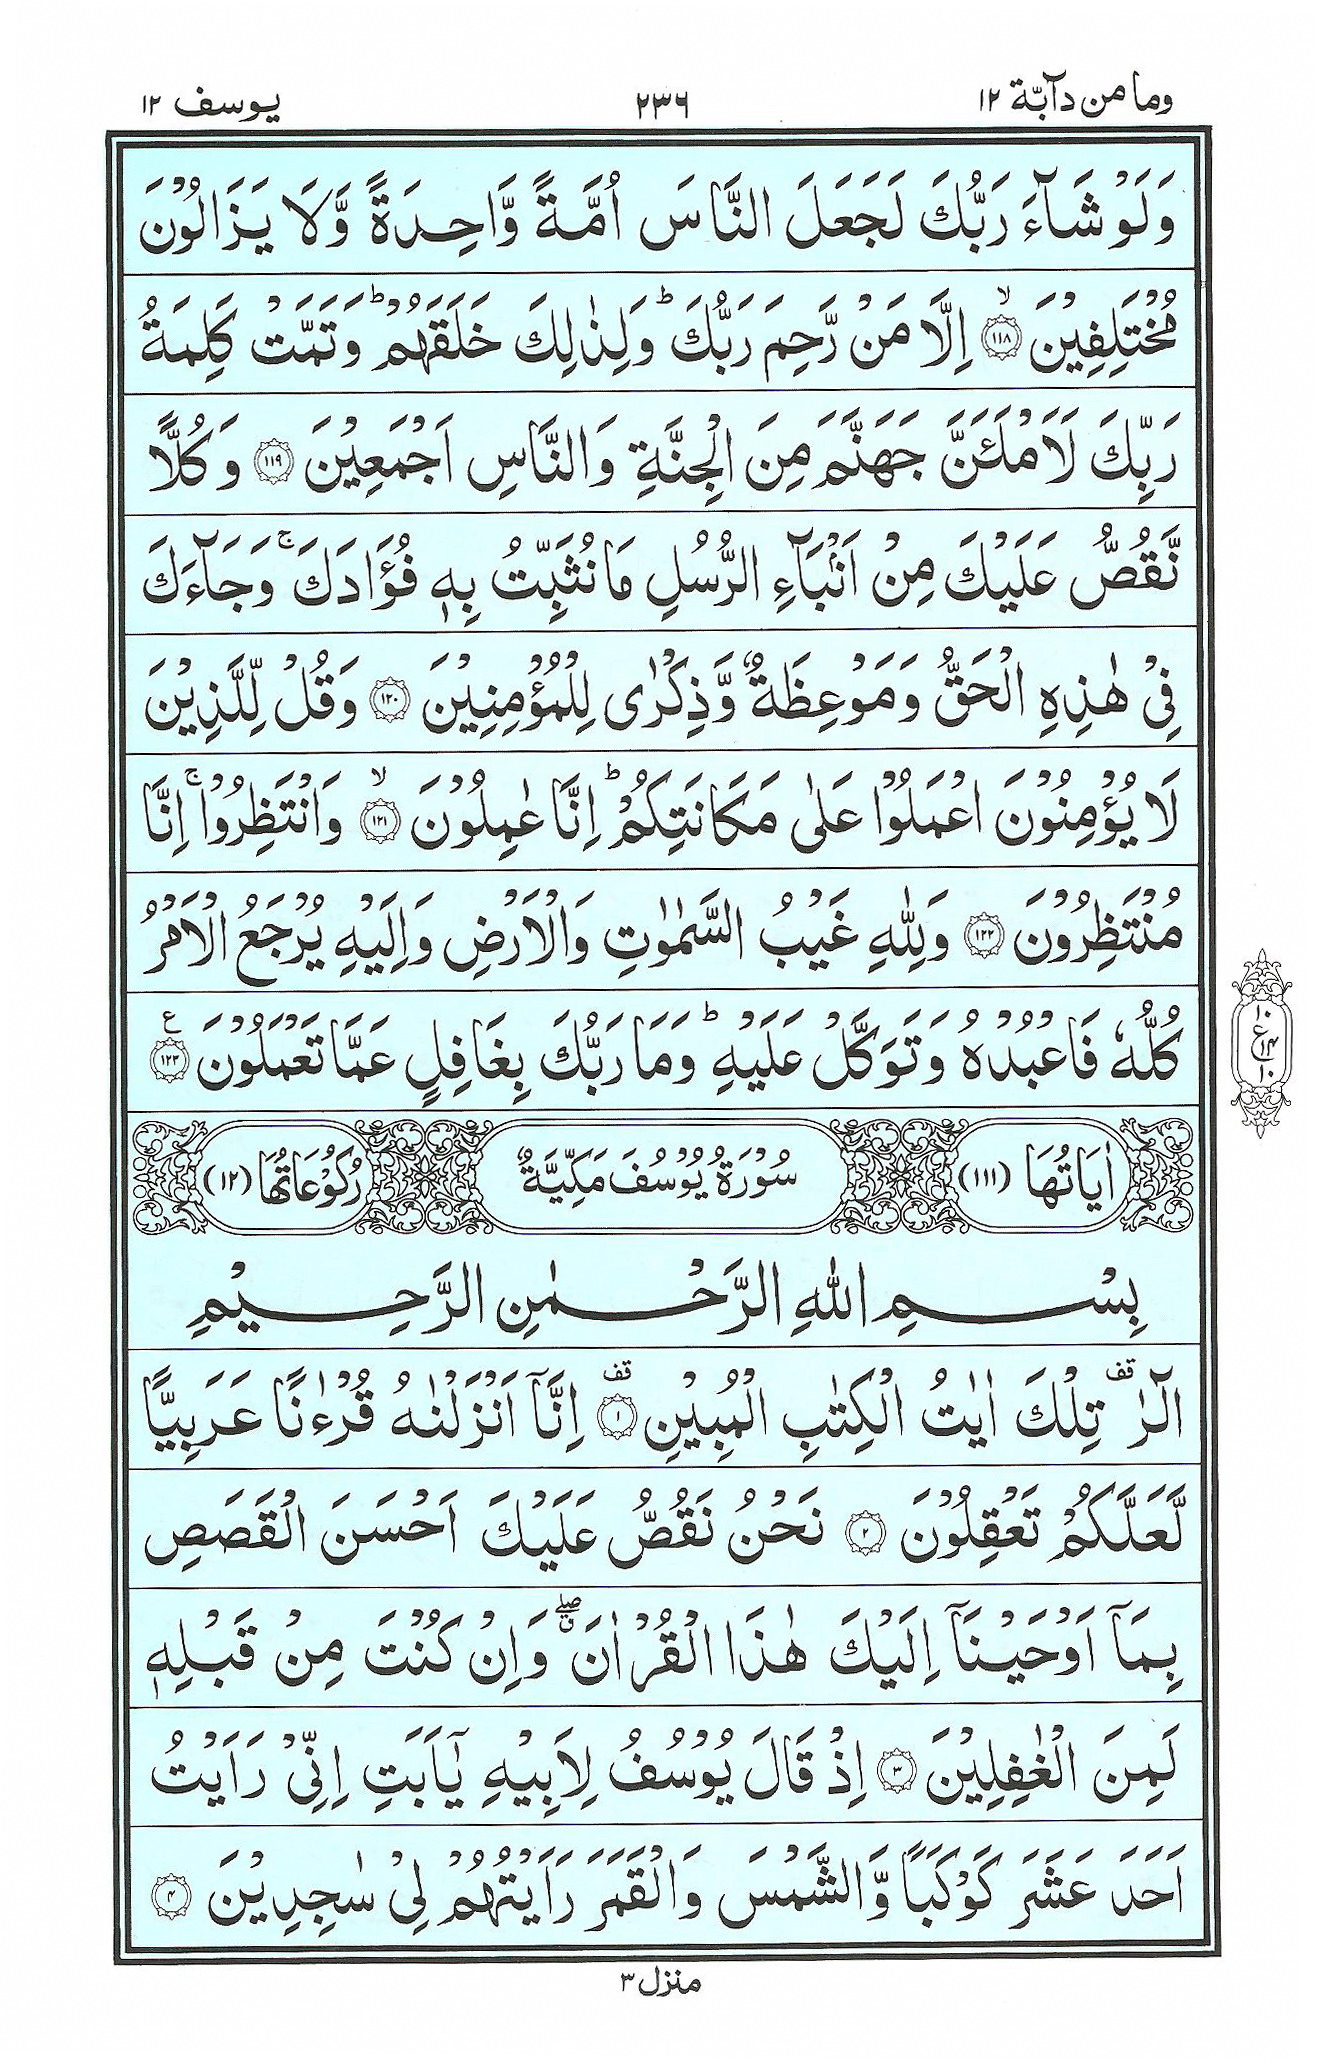 وما من دآبّة ١٢
٢٣٦
يوسف ١٢
وَلَوْ شَآءَ رَبُّكَ لَجَعَلَ النَّاسَ اُمَّةً وَّاحِدَةً وَّلَا يَزَالُوْنَ
مُخْتَلِفِيْنَ ۙ﴿١١٨﴾ اِلَّا مَنْ رَّحِمَ رَبُّكَ ؕ وَلِذٰلِكَ خَلَقَهُمْ ؕ وَتَمَّتْ كَلِمَةُ
رَبِّكَ لَاَمْلَئَنَّ جَهَنَّمَ مِنَ الْجِنَّةِ وَالنَّاسِ اَجْمَعِيْنَ ﴿١١٩﴾ وَكُلًّا
نَّقُصُّ عَلَيْكَ مِنْ اَنْۢبَآءِ الرُّسُلِ مَا نُثَبِّتُ بِهٖ فُؤَادَكَ ۚ وَجَآءَكَ
فِىْ هٰذِهِ الْحَقُّ وَمَوْعِظَةٌ وَّذِكْرٰى لِلْمُؤْمِنِيْنَ ﴿١٢٠﴾ وَقُلْ لِّلَّذِيْنَ
لَا يُؤْمِنُوْنَ اعْمَلُوْا عَلٰى مَكَانَتِكُمْ ؕ اِنَّا عٰمِلُوْنَ ۙ﴿١٢١﴾ وَانْتَظِرُوْا ۚ اِنَّا
مُنْتَظِرُوْنَ ﴿١٢٢﴾ وَلِلّٰهِ غَيْبُ السَّمٰوٰتِ وَالْاَرْضِ وَاِلَيْهِ يُرْجَعُ الْاَمْرُ
كُلُّهٗ فَاعْبُدْهُ وَتَوَكَّلْ عَلَيْهِ ؕ وَمَا رَبُّكَ بِغَافِلٍ عَمَّا تَعْمَلُوْنَ ﴿١٢٣﴾ ع
١٠
ع ١٤
١٠
اٰيَاتُهَا (١١١) سُوْرَةُ يُوْسُفَ مَكِّيَّةٌ رُكُوْعَاتُهَا (١٢)
بِسْمِ اللّٰهِ الرَّحْمٰنِ الرَّحِيْمِ
الٓرٰ ۫ تِلْكَ اٰيٰتُ الْكِتٰبِ الْمُبِيْنِ ۫﴿١﴾ اِنَّآ اَنْزَلْنٰهُ قُرْءٰنًا عَرَبِيًّا
لَّعَلَّكُمْ تَعْقِلُوْنَ ﴿٢﴾ نَحْنُ نَقُصُّ عَلَيْكَ اَحْسَنَ الْقَصَصِ
بِمَآ اَوْحَيْنَآ اِلَيْكَ هٰذَا الْقُرْاٰنَ ۖ وَاِنْ كُنْتَ مِنْ قَبْلِهٖ
لَمِنَ الْغٰفِلِيْنَ ﴿٣﴾ اِذْ قَالَ يُوْسُفُ لِاَبِيْهِ يٰٓاَبَتِ اِنِّىْ رَاَيْتُ
اَحَدَ عَشَرَ كَوْكَبًا وَّالشَّمْسَ وَالْقَمَرَ رَاَيْتُهُمْ لِىْ سٰجِدِيْنَ ﴿٤﴾
منزل ٣